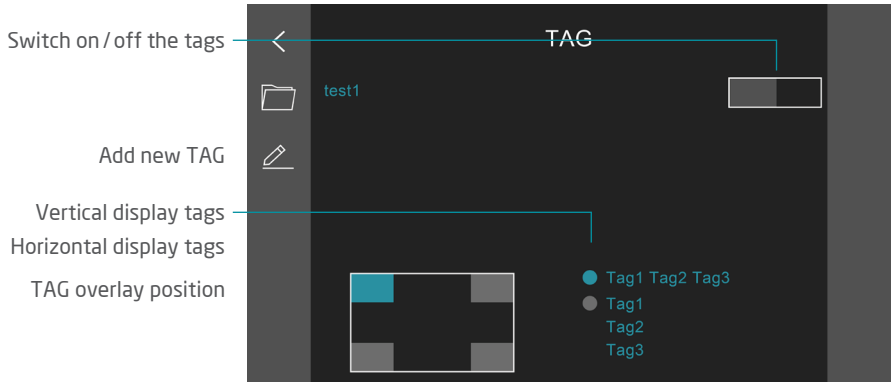 Switch on / off the tags
TAG
test1
Add new TAG
Vertical display tags
Horizontal display tags
TAG overlay position
Tag1 Tag2 Tag3
Tag1
Tag2
Tag3